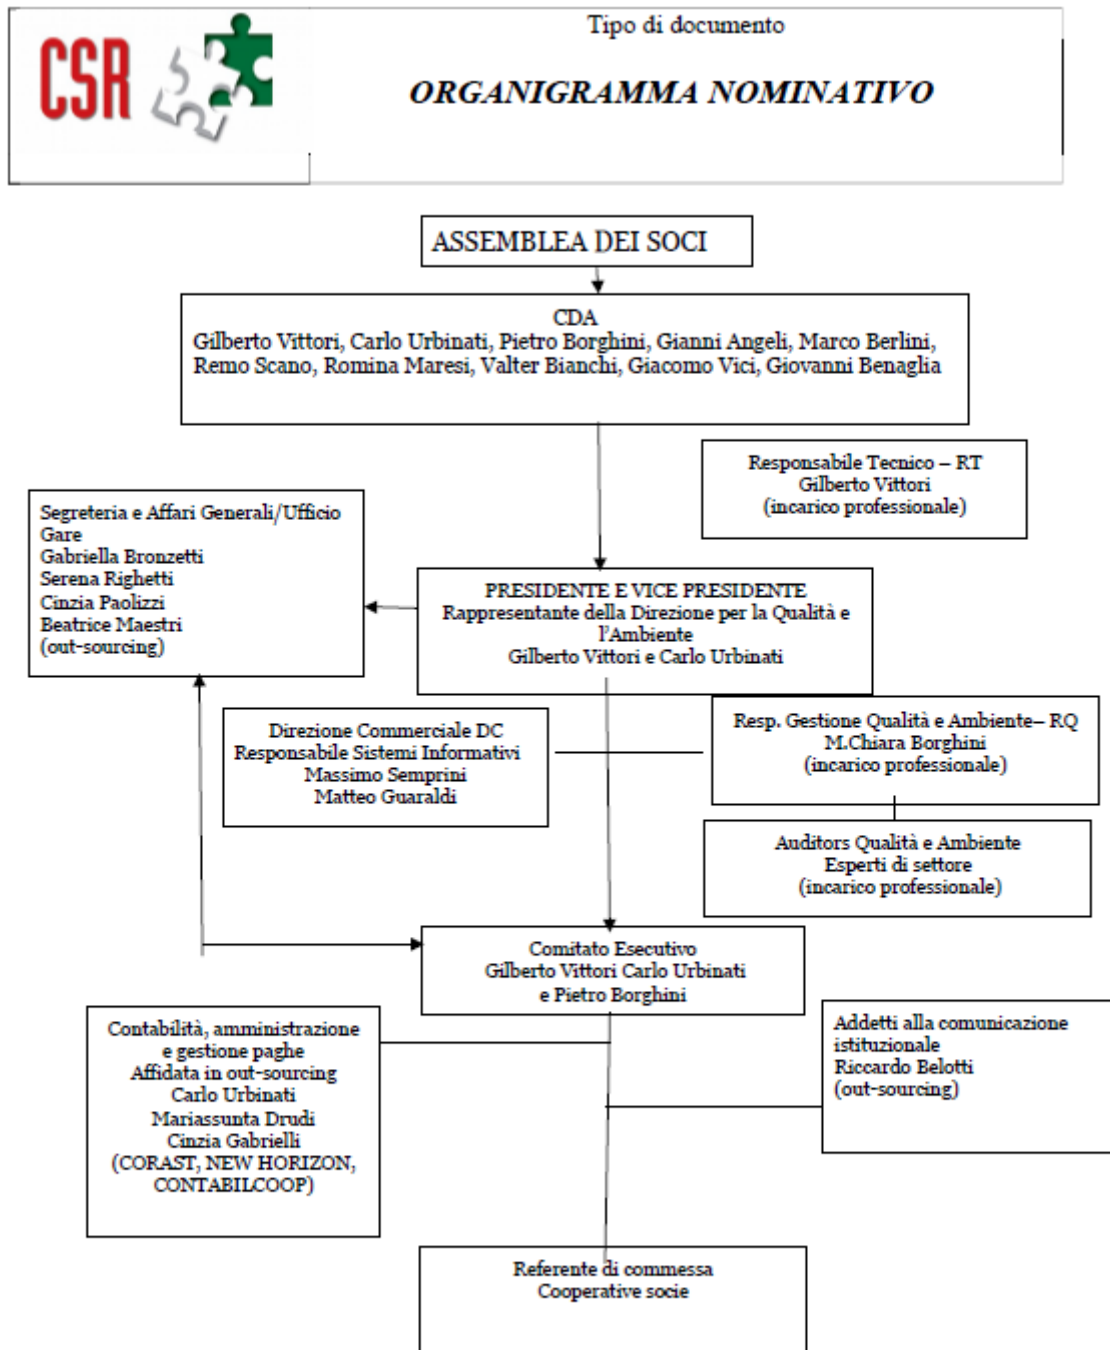 CSR
Tipo di documento
ORGANIGRAMMA NOMINATIVO
ASSEMBLEA DEI SOCI
CDA
Gilberto Vittori, Carlo Urbinati, Pietro Borghini, Gianni Angeli, Marco Berlini,
Remo Scano, Romina Maresi, Valter Bianchi, Giacomo Vici, Giovanni Benaglia
Responsabile Tecnico – RT
Gilberto Vittori
(incarico professionale)
Segreteria e Affari Generali/Ufficio
Gare
Gabriella Bronzetti
Serena Righetti
Cinzia Paolizzi
Beatrice Maestri
(out-sourcing)
PRESIDENTE E VICE PRESIDENTE
Rappresentante della Direzione per la Qualità e
l'Ambiente
Gilberto Vittori e Carlo Urbinati
Direzione Commerciale DC
Responsabile Sistemi Informativi
Massimo Semprini
Matteo Guaraldi
Resp. Gestione Qualità e Ambiente– RQ
M.Chiara Borghini
(incarico professionale)
Auditors Qualità e Ambiente
Esperti di settore
(incarico professionale)
Comitato Esecutivo
Gilberto Vittori Carlo Urbinati
e Pietro Borghini
Contabilità, amministrazione
e gestione paghe
Affidata in out-sourcing
Carlo Urbinati
Mariassunta Drudi
Cinzia Gabrielli
(CORAST, NEW HORIZON,
CONTABILCOOP)
Addetti alla comunicazione
istituzionale
Riccardo Belotti
(out-sourcing)
Referente di commessa
Cooperative socie